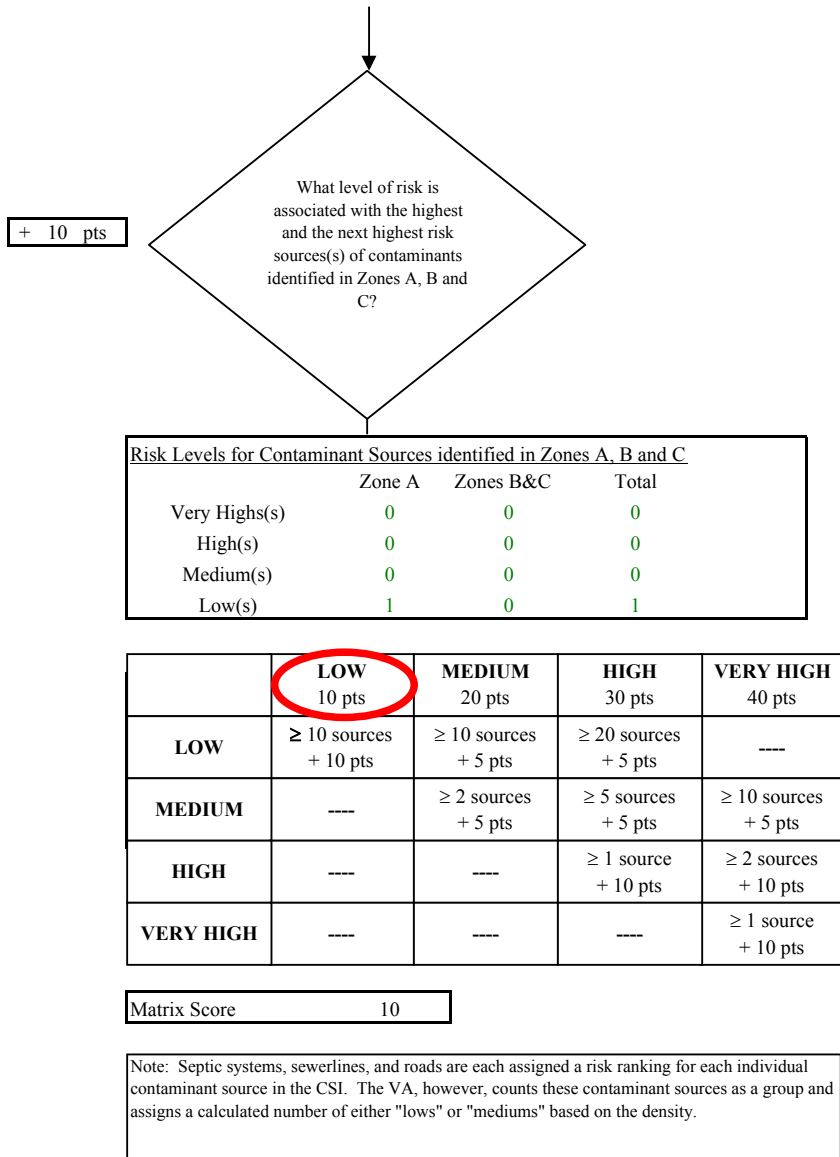 What level of risk is
associated with the highest
and the next highest risk
sources(s) of contaminants
identified in Zones A, B and
C?
+ 10 pts
Risk Levels for Contaminant Sources identified in Zones A, B and C
Zone A Zones B&C Total
Very Highs(s) 0 0 0
High(s) 0 0 0
Medium(s) 0 0 0
Low(s) 1 0 1
LOW MEDIUM HIGH VERY HIGH
10 pts 20 pts 30 pts 40 pts
LOW ≥ 10 sources ≥ 10 sources ≥ 20 sources ----
+ 10 pts + 5 pts + 5 pts
MEDIUM ---- ≥ 2 sources ≥ 5 sources ≥ 10 sources
+ 5 pts + 5 pts + 5 pts
HIGH ---- ---- ≥ 1 source ≥ 2 sources
+ 10 pts + 10 pts
VERY HIGH ---- ---- ---- ≥ 1 source
+ 10 pts
Matrix Score 10
Note: Septic systems, sewerlines, and roads are each assigned a risk ranking for each individual
contaminant source in the CSI. The VA, however, counts these contaminant sources as a group and
assigns a calculated number of either "lows" or "mediums" based on the density.